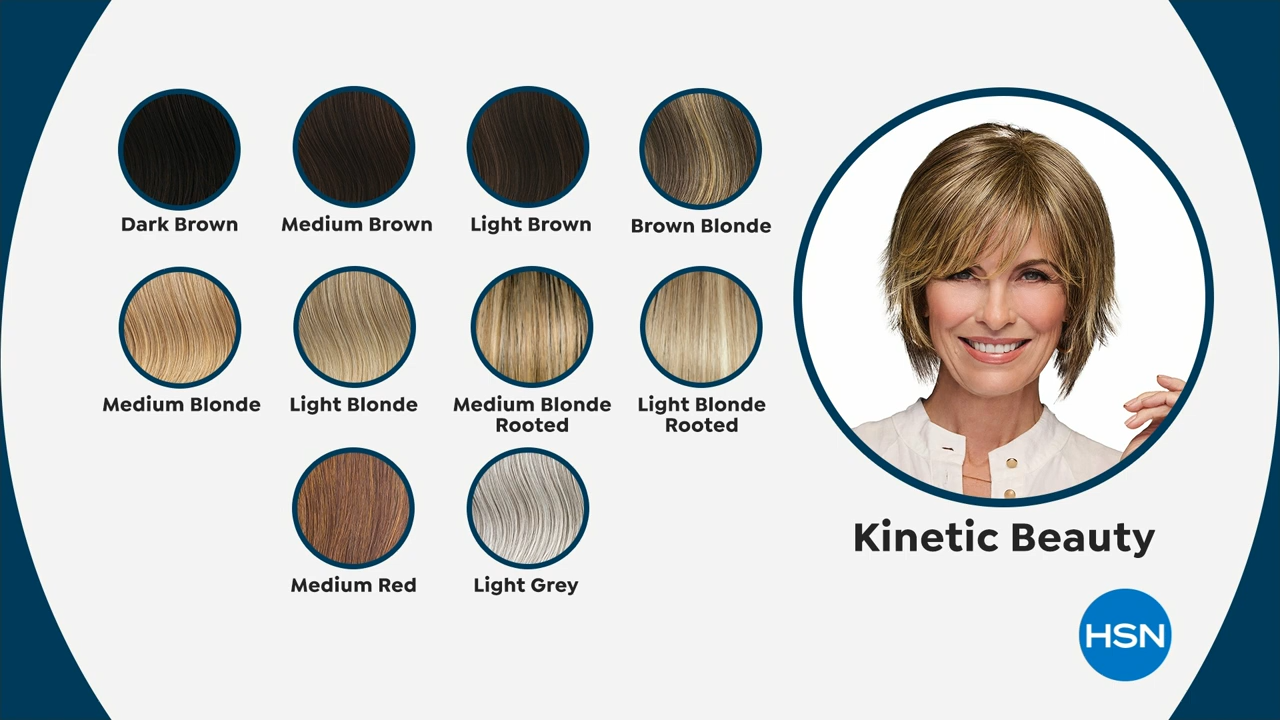 Dark Brown
Medium Brown
Light Brown
Brown Blonde
Medium Blonde
Light Blonde
Medium Blonde
Rooted
Light Blonde
Rooted
Medium Red
Light Grey
Kinetic Beauty
HSN